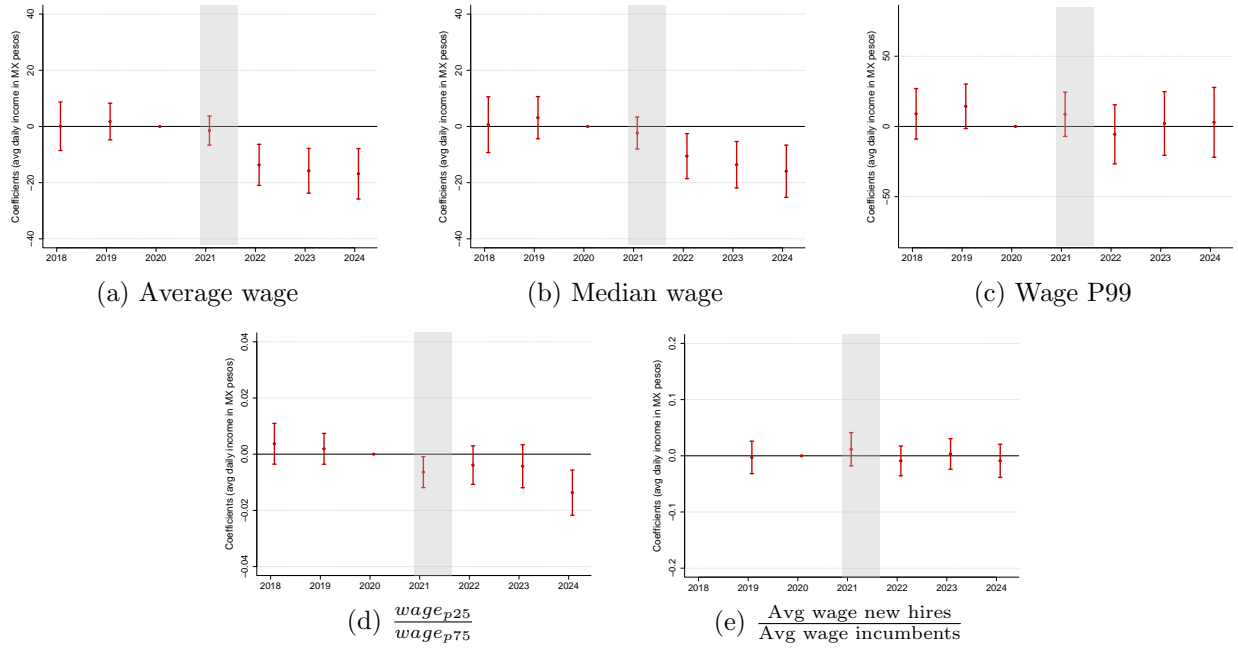 Coefficients (avg daily income in MX pesos)
40
20
0
−20
−40
2018 2019 2020 2021 2022 2023 2024
(a) Average wage
Coefficients (avg daily income in MX pesos)
40
20
0
−20
−40
2018 2019 2020 2021 2022 2023 2024
(b) Median wage
Coefficients (avg daily income in MX pesos)
50
0
−50
2018 2019 2020 2021 2022 2023 2024
(c) Wage P99
Coefficients (avg daily income in MX pesos)
0.04
0.02
0.00
−0.02
−0.04
2018 2019 2020 2021 2022 2023 2024
(d) wage_{p25}
wage_{p75}
Coefficients (avg daily income in MX pesos)
0.2
0.1
0.0
−0.1
−0.2
2018 2019 2020 2021 2022 2023 2024
(e) Avg wage new hires
Avg wage incumbents